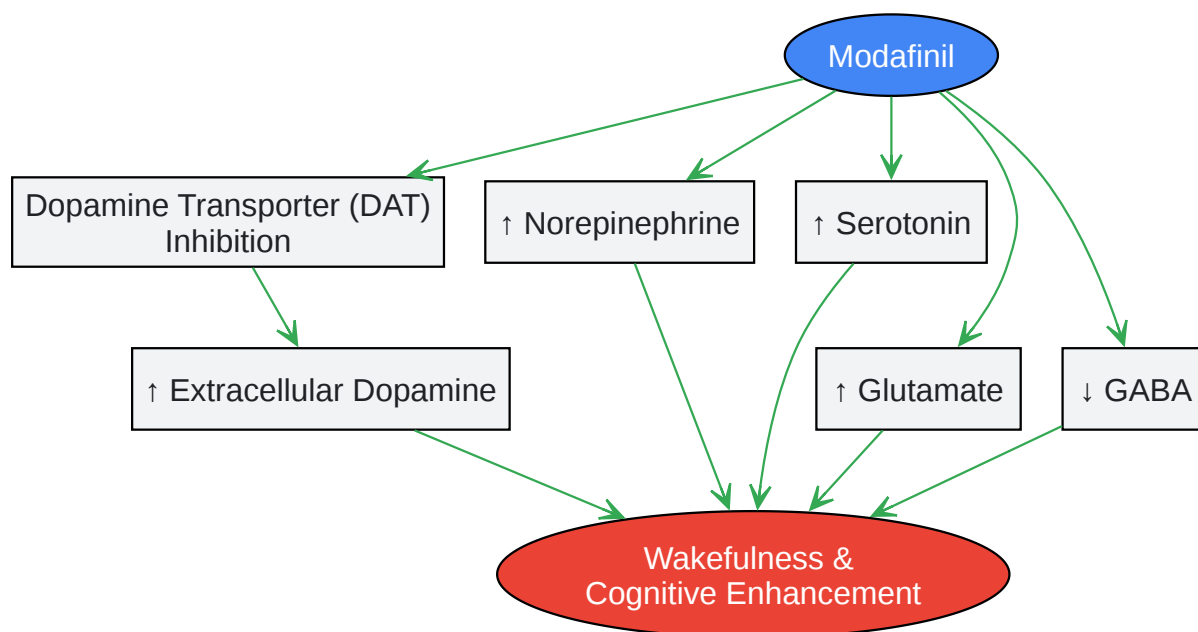 Modafinil
Dopamine Transporter (DAT)
Inhibition
↑ Norepinephrine
↑ Serotonin
↑ Extracellular Dopamine
↑ Glutamate
↓ GABA
Wakefulness &
Cognitive Enhancement